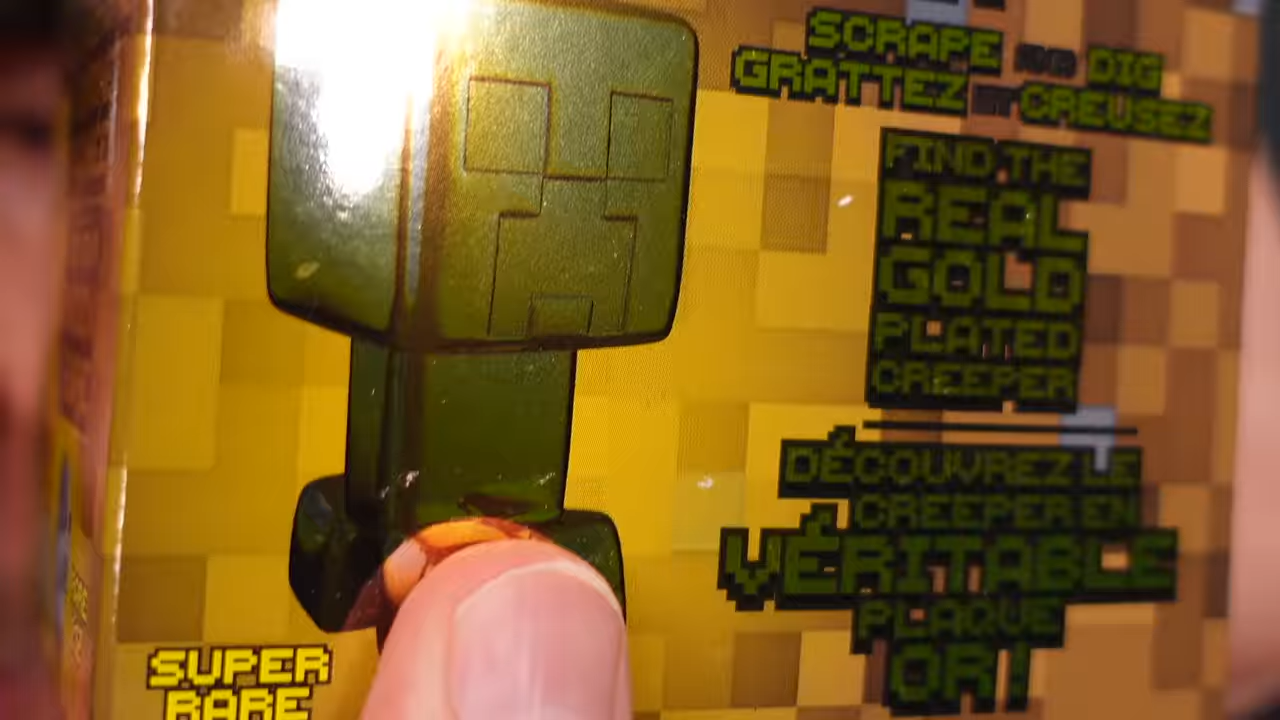 SCRAPE AND DIG
GRATTEZ ET CREUSEZ
FIND THE
REAL
GOLD
PLATED
CREEPER
DÉCOUVREZ LE
CREEPER EN
VÉRITABLE
PLAQUÉ
OR!
SUPER
RARE